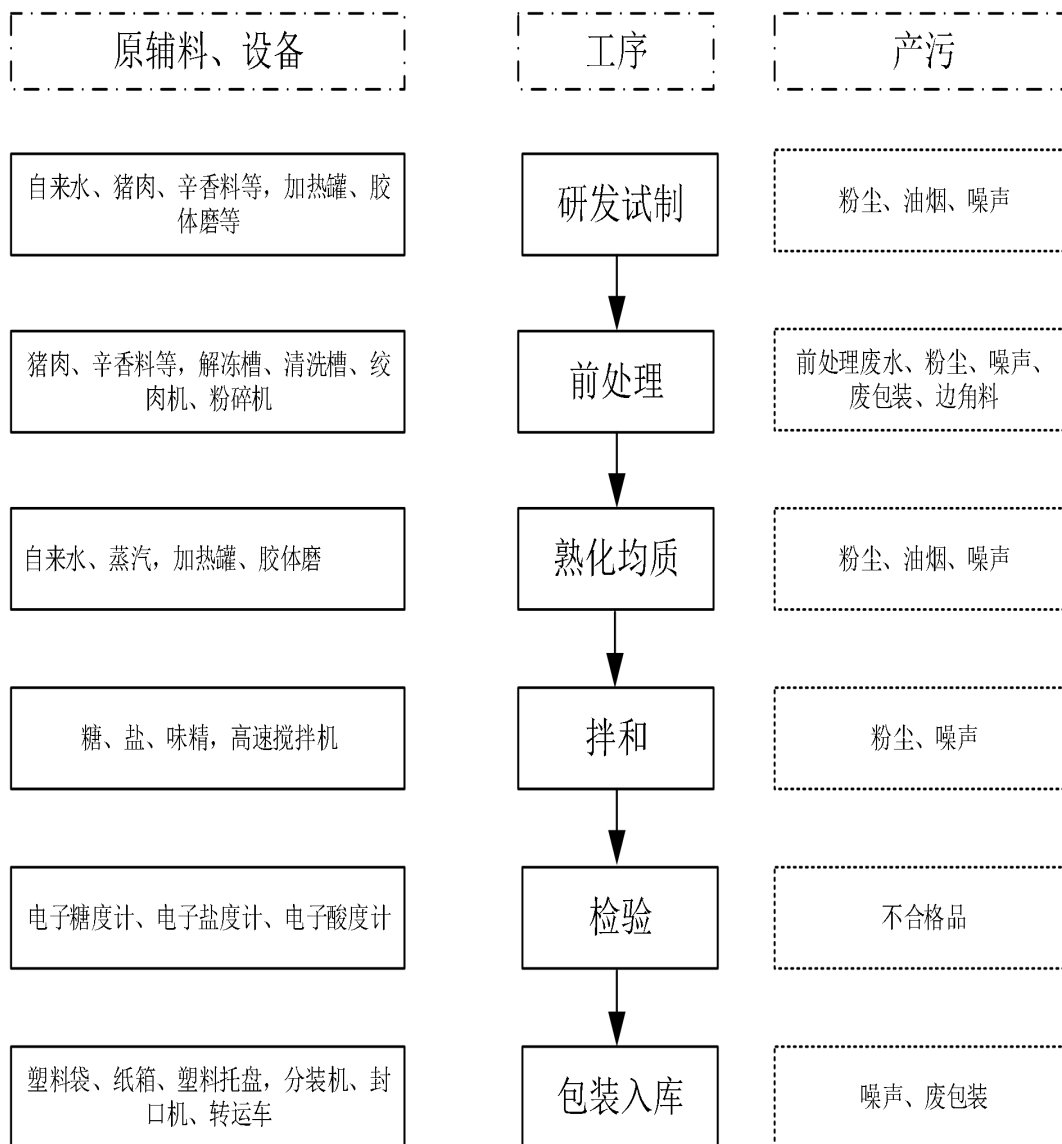 原辅料、设备
工序
产污
自来水、猪肉、辛香料等，加热罐、胶
体磨等
研发试制
粉尘、油烟、噪声
猪肉、辛香料等，解冻槽、清洗槽、绞
肉机、粉碎机
前处理
前处理废水、粉尘、噪声、
废包装、边角料
自来水、蒸汽，加热罐、胶体磨
熟化均质
粉尘、油烟、噪声
糖、盐、味精，高速搅拌机
拌和
粉尘、噪声
电子糖度计、电子盐度计、电子酸度计
检验
不合格品
塑料袋、纸箱、塑料托盘，分装机、封
口机、转运车
包装入库
噪声、废包装